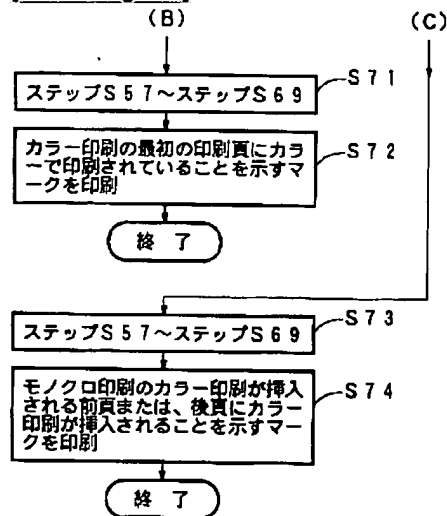 (B)
(C)
ステップS57～ステップS69
S71
カラー印刷の最初の印刷頁にカラ
ーで印刷されていることを示すマ
ークを印刷
S72
終 了
ステップS57～ステップS69
S73
モノクロ印刷のカラー印刷が挿入
される前頁または、後頁にカラー
印刷が挿入されることを示すマー
クを印刷
S74
終 了